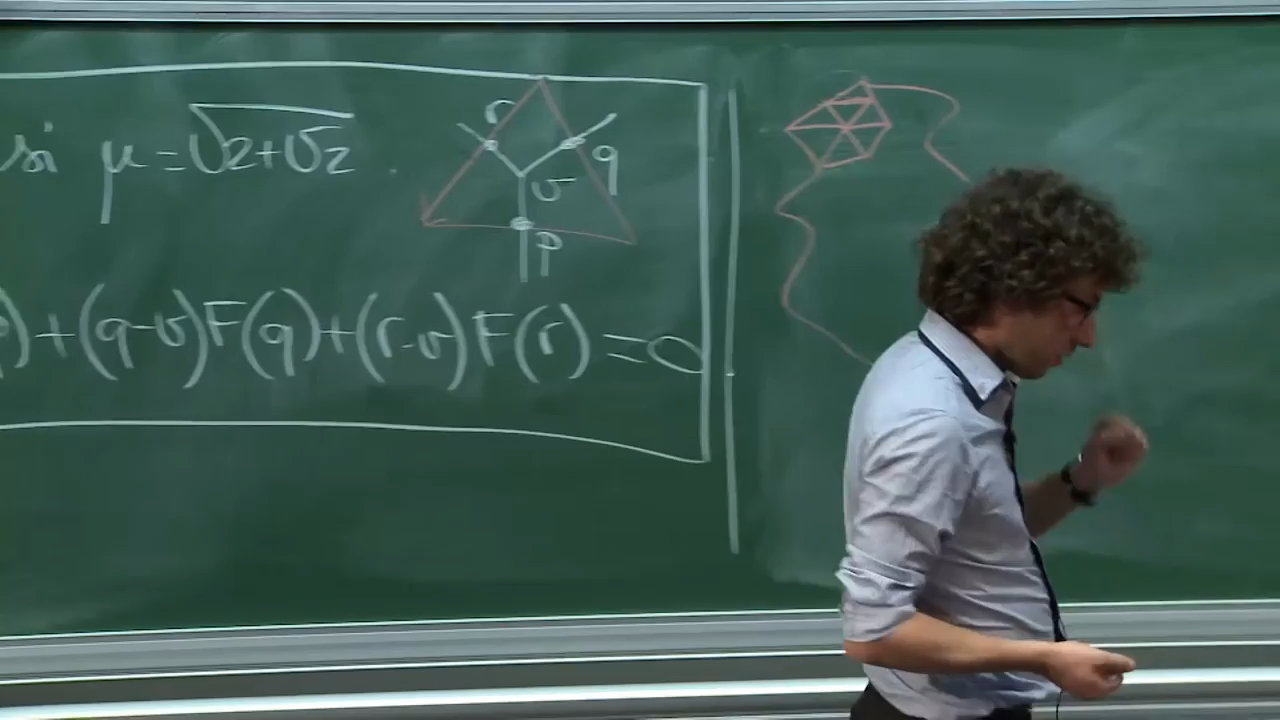 si μ = √2+√2 .
r
q
v
p
) + (q-v) F(q) + (r-v) F(r) = 0